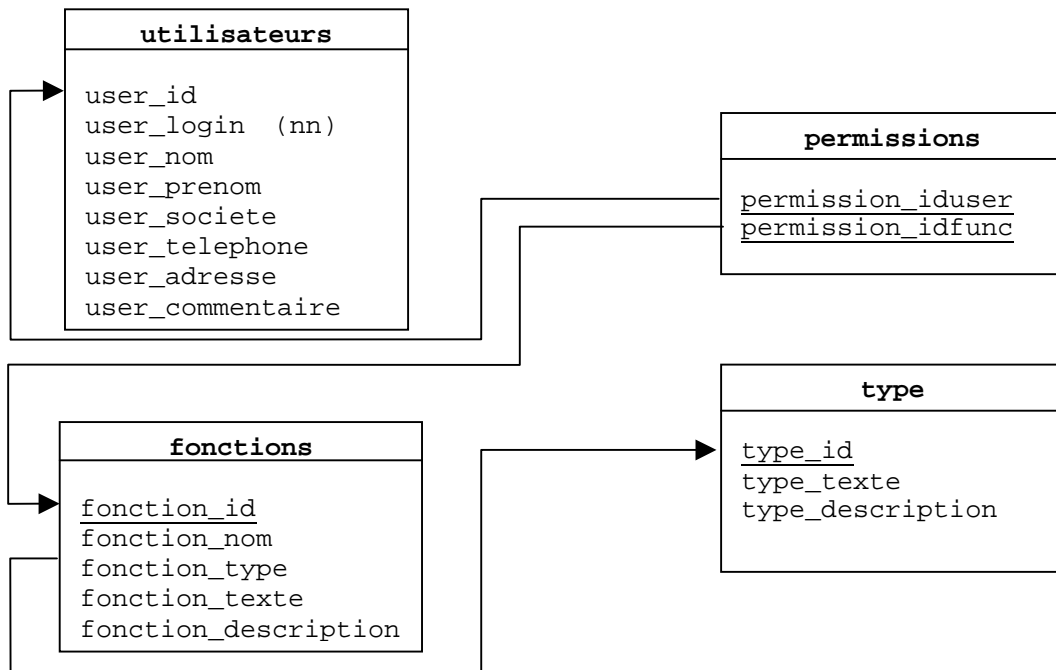 utilisateurs
user_id
user_login (nn)
user_nom
user_prenom
user_societe
user_telephone
user_adresse
user_commentaire
permissions
permission_iduser
permission_idfunc
fonctions
fonction_id
fonction_nom
fonction_type
fonction_texte
fonction_description
type
type_id
type_texte
type_description